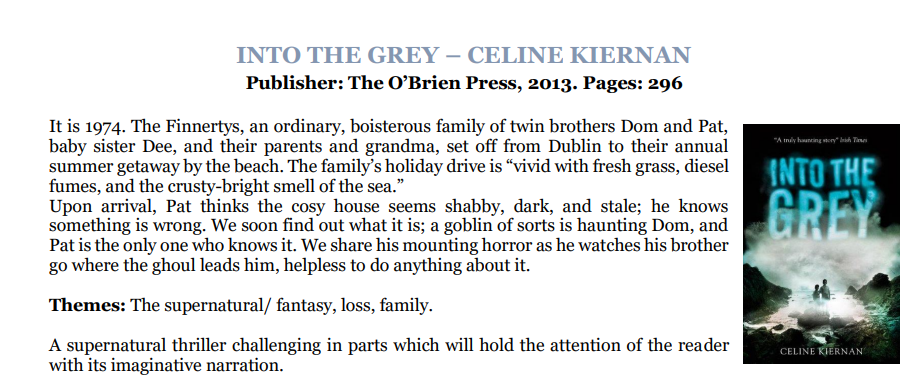 INTO THE GREY – CELINE KIERNAN
Publisher: The O’Brien Press, 2013. Pages: 296
It is 1974. The Finnertys, an ordinary, boisterous family of twin brothers Dom and Pat,
baby sister Dee, and their parents and grandma, set off from Dublin to their annual
summer getaway by the beach. The family’s holiday drive is “vivid with fresh grass, diesel
fumes, and the crusty-bright smell of the sea.”
Upon arrival, Pat thinks the cosy house seems shabby, dark, and stale; he knows
something is wrong. We soon find out what it is; a goblin of sorts is haunting Dom, and
Pat is the only one who knows it. We share his mounting horror as he watches his brother
go where the ghoul leads him, helpless to do anything about it.
Themes: The supernatural/ fantasy, loss, family.
A supernatural thriller challenging in parts which will hold the attention of the reader
with its imaginative narration.
"A truly haunting story" Irish Times
INTO THE
GREY
CELINE KIERNAN